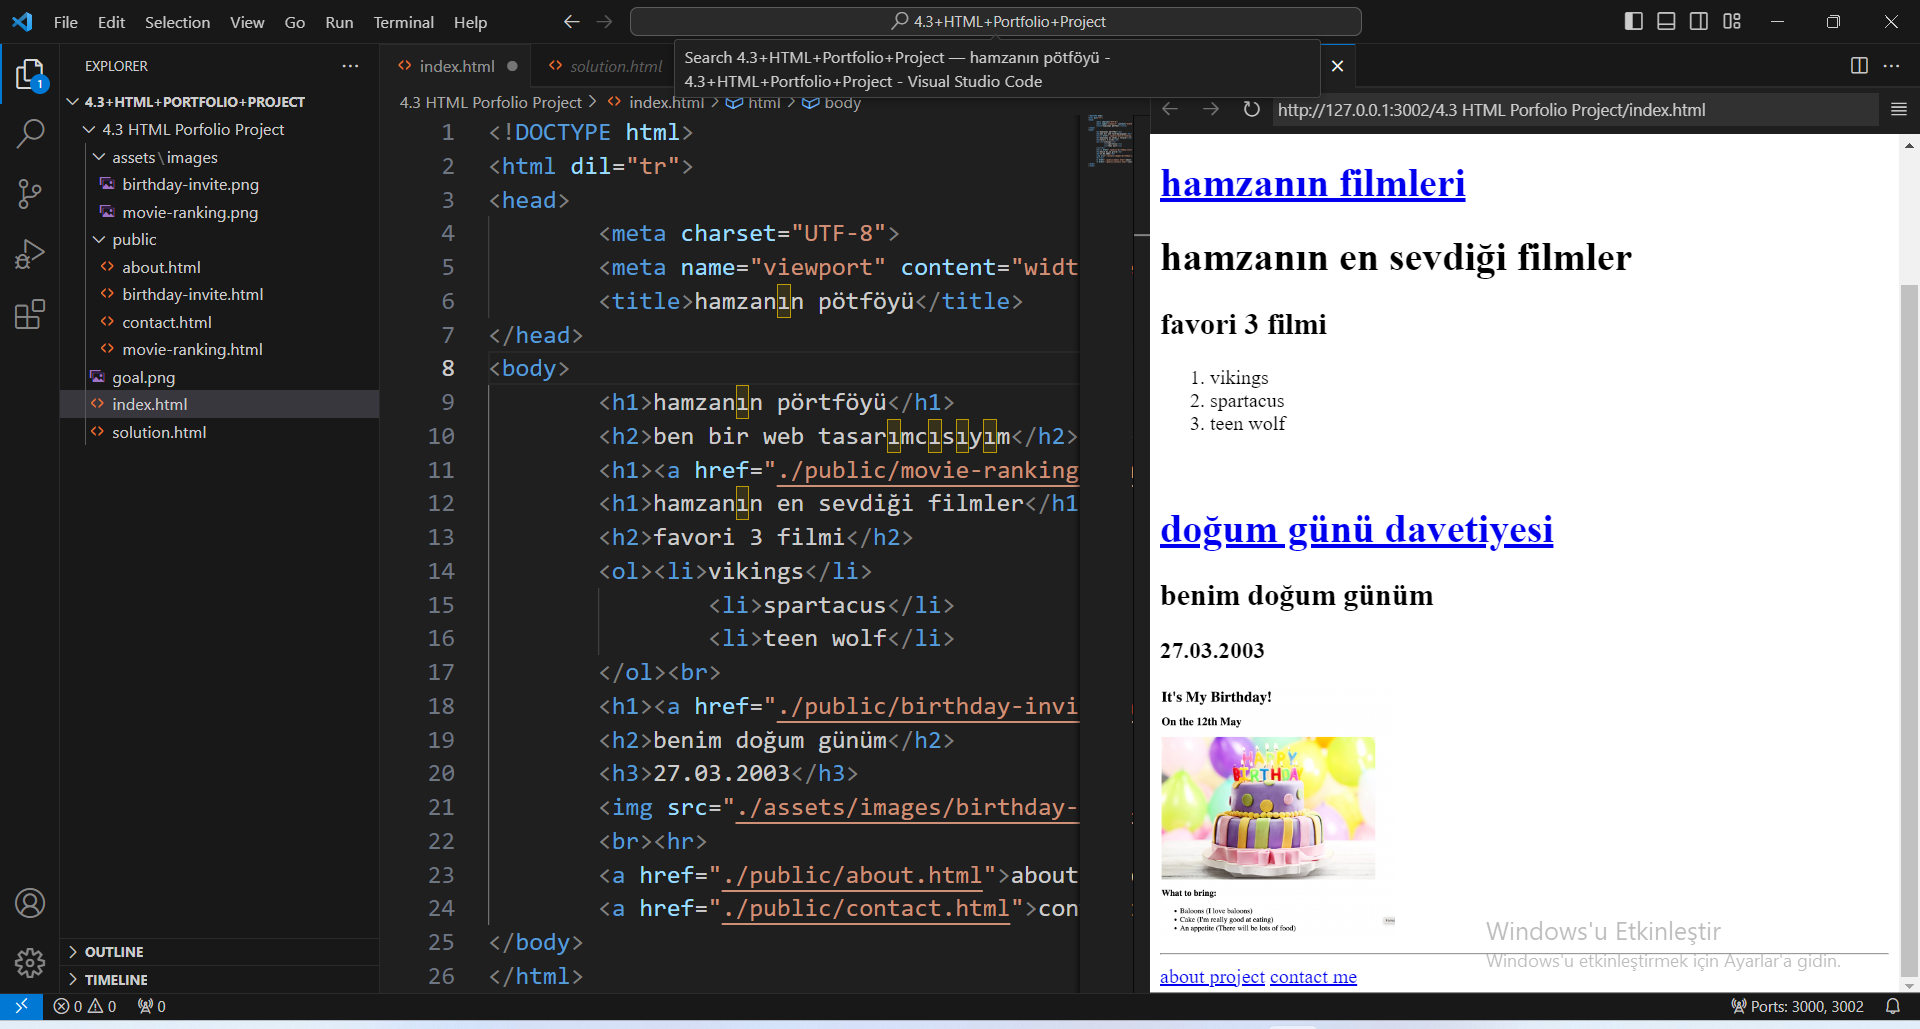 File Edit Selection View Go Run Terminal Help
4.3+HTML+Portfolio+Project
EXPLORER
index.html
solution.html
Search 4.3+HTML+Portfolio+Project — hamzanın pötföyü -
4.3+HTML+Portfolio+Project - Visual Studio Code
4.3+HTML+PORTFOLIO+PROJECT
4.3 HTML Porfolio Project
assets\images
birthday-invite.png
movie-ranking.png
public
about.html
birthday-invite.html
contact.html
movie-ranking.html
goal.png
index.html
solution.html
OUTLINE
TIMELINE
4.3 HTML Porfolio Project > index.html > html > body
1 <!DOCTYPE html>
2 <html dil="tr">
3 <head>
4 <meta charset="UTF-8">
5 <meta name="viewport" content="widt
6 <title>hamzanın pötföyü</title>
7 </head>
8 <body>
9 <h1>hamzanın pörtföyü</h1>
10 <h2>ben bir web tasarımcısıyım</h2>
11 <h1><a href="./public/movie-ranking
12 <h1>hamzanın en sevdiği filmler</h1
13 <h2>favori 3 filmi</h2>
14 <ol><li>vikings</li>
15 <li>spartacus</li>
16 <li>teen wolf</li>
17 </ol><br>
18 <h1><a href="./public/birthday-invi
19 <h2>benim doğum günüm</h2>
20 <h3>27.03.2003</h3>
21 <img src="./assets/images/birthday-
22 <br><hr>
23 <a href="./public/about.html">about
24 <a href="./public/contact.html">con
25 </body>
26 </html>
http://127.0.0.1:3002/4.3 HTML Porfolio Project/index.html
hamzanın filmleri
hamzanın en sevdiği filmler
favori 3 filmi
1. vikings
2. spartacus
3. teen wolf
doğum günü davetiyesi
benim doğum günüm
27.03.2003
It's My Birthday!
On the 12th May
HAPPY
BIRTHDAY
What to bring:
• Baloons (I love baloons)
• Cake (I'm really good at eating)
• An appetite (There will be lots of food)
about project contact me
Windows'u Etkinleştir
Windows'u etkinleştirmek için Ayarlar'a gidin.
1
0 0 0
Ports: 3000, 3002